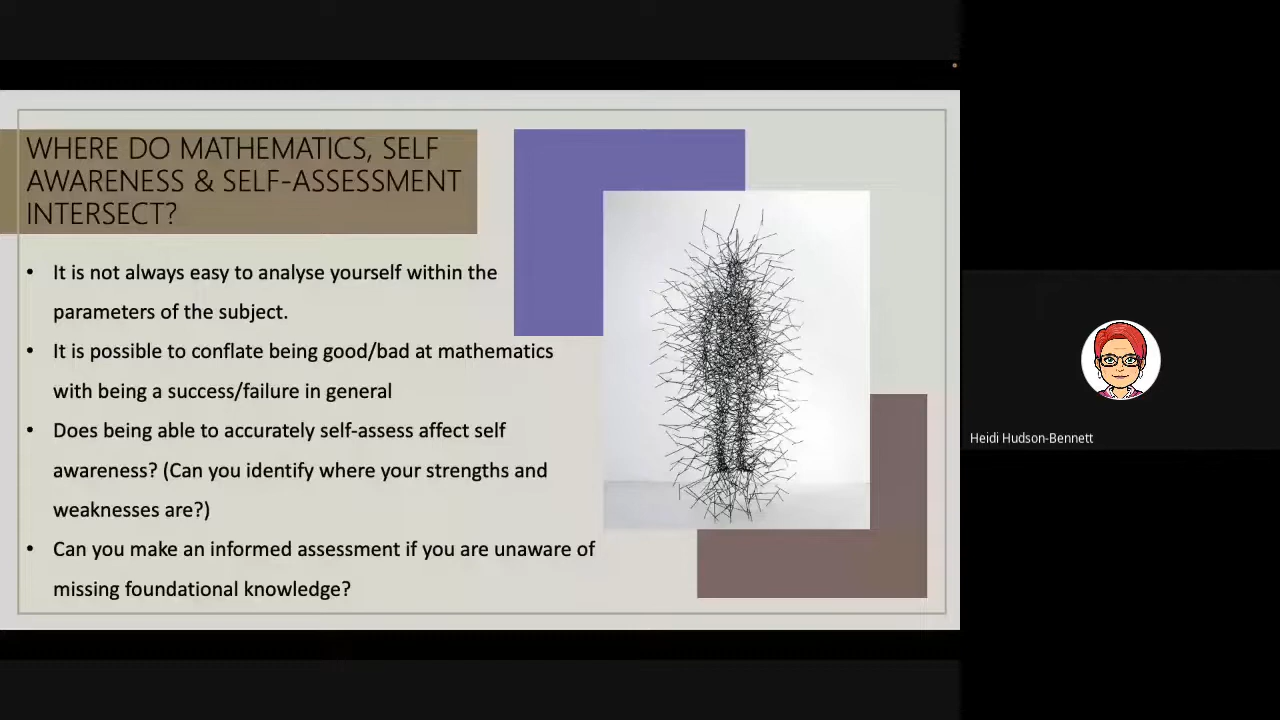 WHERE DO MATHEMATICS, SELF
AWARENESS & SELF-ASSESSMENT
INTERSECT?
• It is not always easy to analyse yourself within the
parameters of the subject.
• It is possible to conflate being good/bad at mathematics
with being a success/failure in general
• Does being able to accurately self-assess affect self
awareness? (Can you identify where your strengths and
weaknesses are?)
• Can you make an informed assessment if you are unaware of
missing foundational knowledge?
Heidi Hudson-Bennett